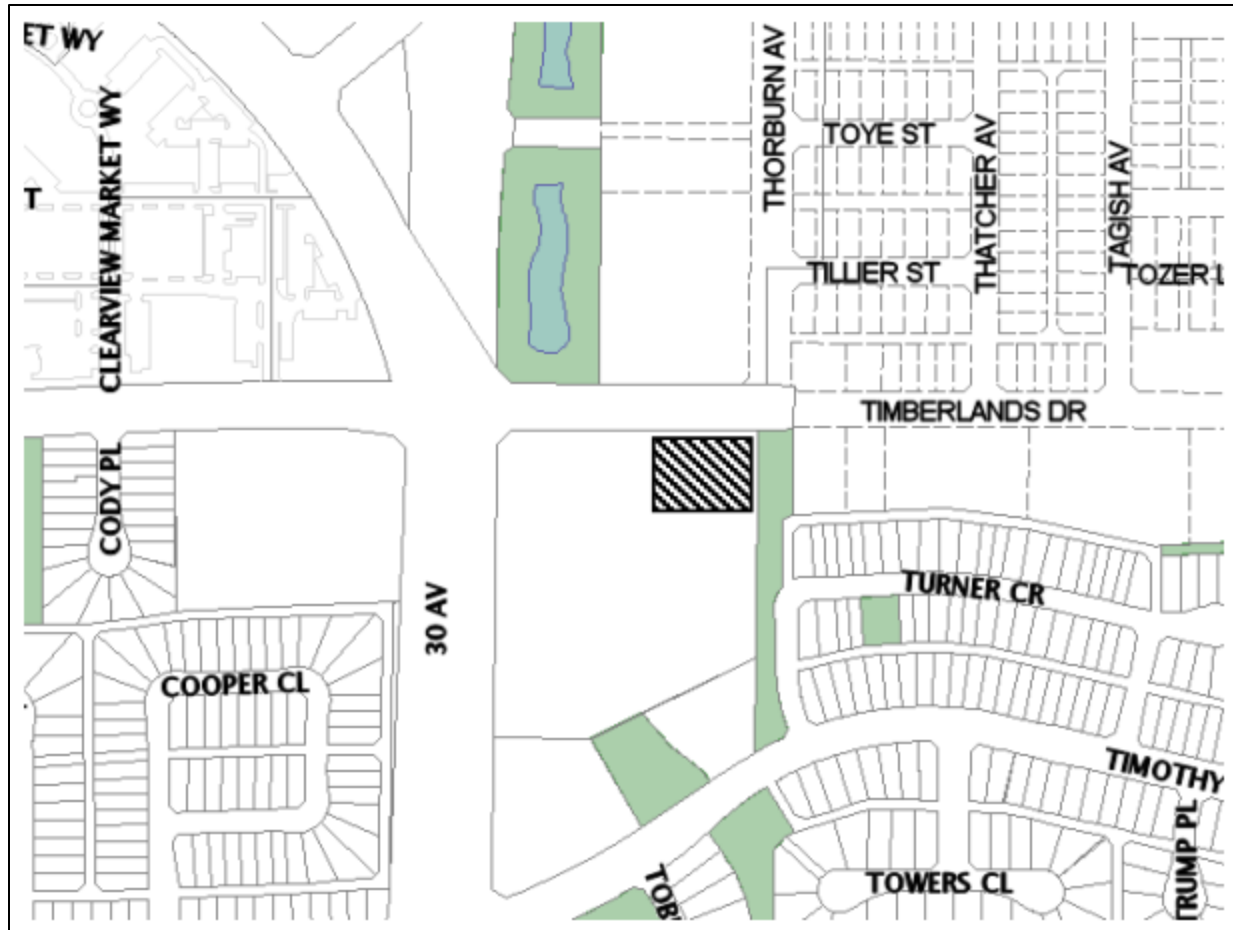 ET WY
CLEARVIEW MARKET WY
T
THORBURN AV
TOYE ST
THATCHER AV
TAGISH AV
TILLIER ST
TOZER L
TIMBERLANDS DR
CODY PL
30 AV
TURNER CR
COOPER CL
TIMOTHY
TRUMP PL
TOWERS CL
TOB